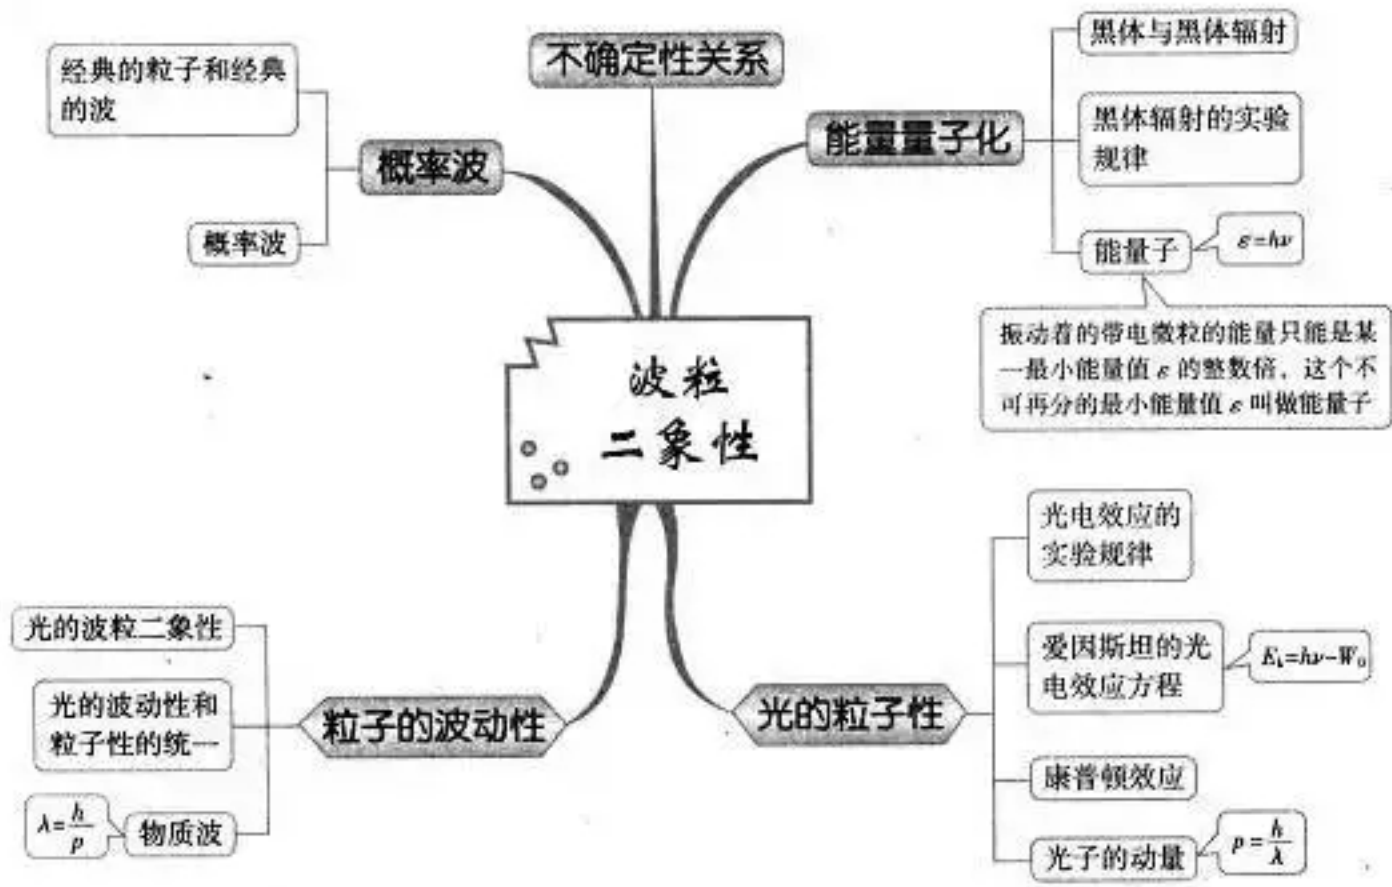 不确定性关系
经典的粒子和经典
的波
概率波
概率波
能量量子化
黑体与黑体辐射
黑体辐射的实验
规律
能量子
ε=hν
振动着的带电微粒的能量只能是某
一最小能量值 ε 的整数倍，这个不
可再分的最小能量值 ε 叫做能量子
波粒
二象性
光的波粒二象性
光的波动性和
粒子性的统一
物质波
λ=h/p
粒子的波动性
光的粒子性
光电效应的
实验规律
爱因斯坦的光
电效应方程
Ek=hν-W0
康普顿效应
光子的动量
p=h/λ